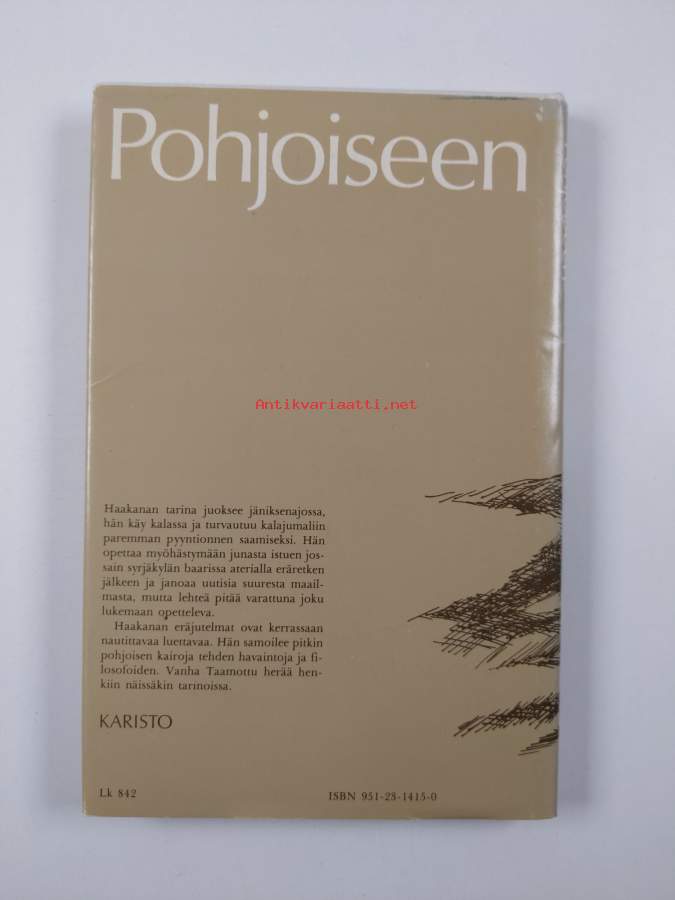 Pohjoiseen
Antikvariaatti.net
Haakanan tarina juoksee jäniksenajossa,
hän käy kalassa ja turvautuu kalajumaliin
paremman pyyntionnen saamiseksi. Hän
opettaa myöhästymään junasta istuen jos-
sain syrjäkylän baarissa aterialla eräretken
jälkeen ja janoaa uutisia suuresta maail-
masta, mutta lehteä pitää varattuna joku
lukemaan opetteleva.
Haakanan eräjutelmat ovat kerrassaan
nautittavaa luettavaa. Hän samoilee pitkin
pohjoisen kairoja tehden havaintoja ja fi-
losofoiden. Vanha Taamottu herää hen-
kiin näissäkin tarinoissa.
KARISTO
Lk 842
ISBN 951-23-1415-0